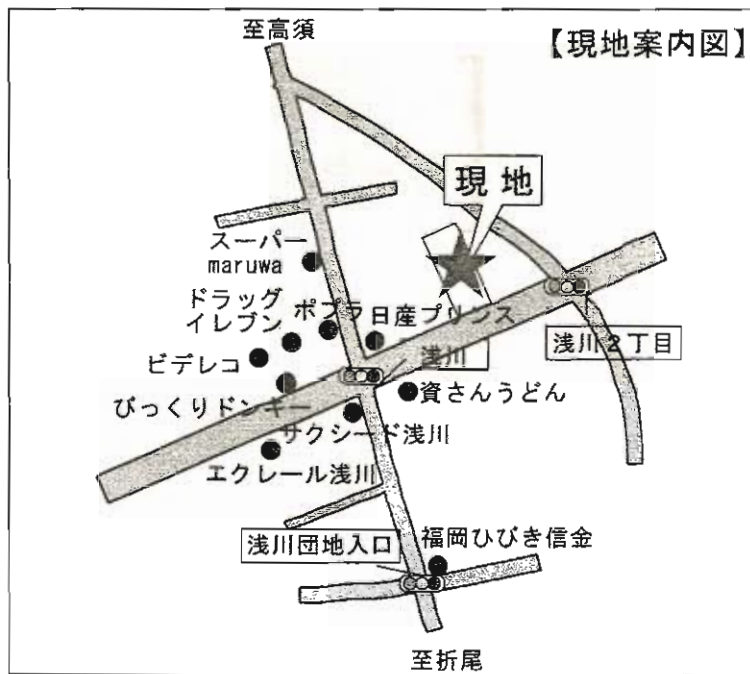 至高須
【現地案内図】
現地
スーパー
maruwa
ドラッグ
イレブン
ポプラ
日産プリンス
ビデレコ
浅川
浅川2丁目
びっくりドンキー
資さんうどん
サクシード浅川
エクレール浅川
浅川団地入口
福岡ひびき信金
至折尾